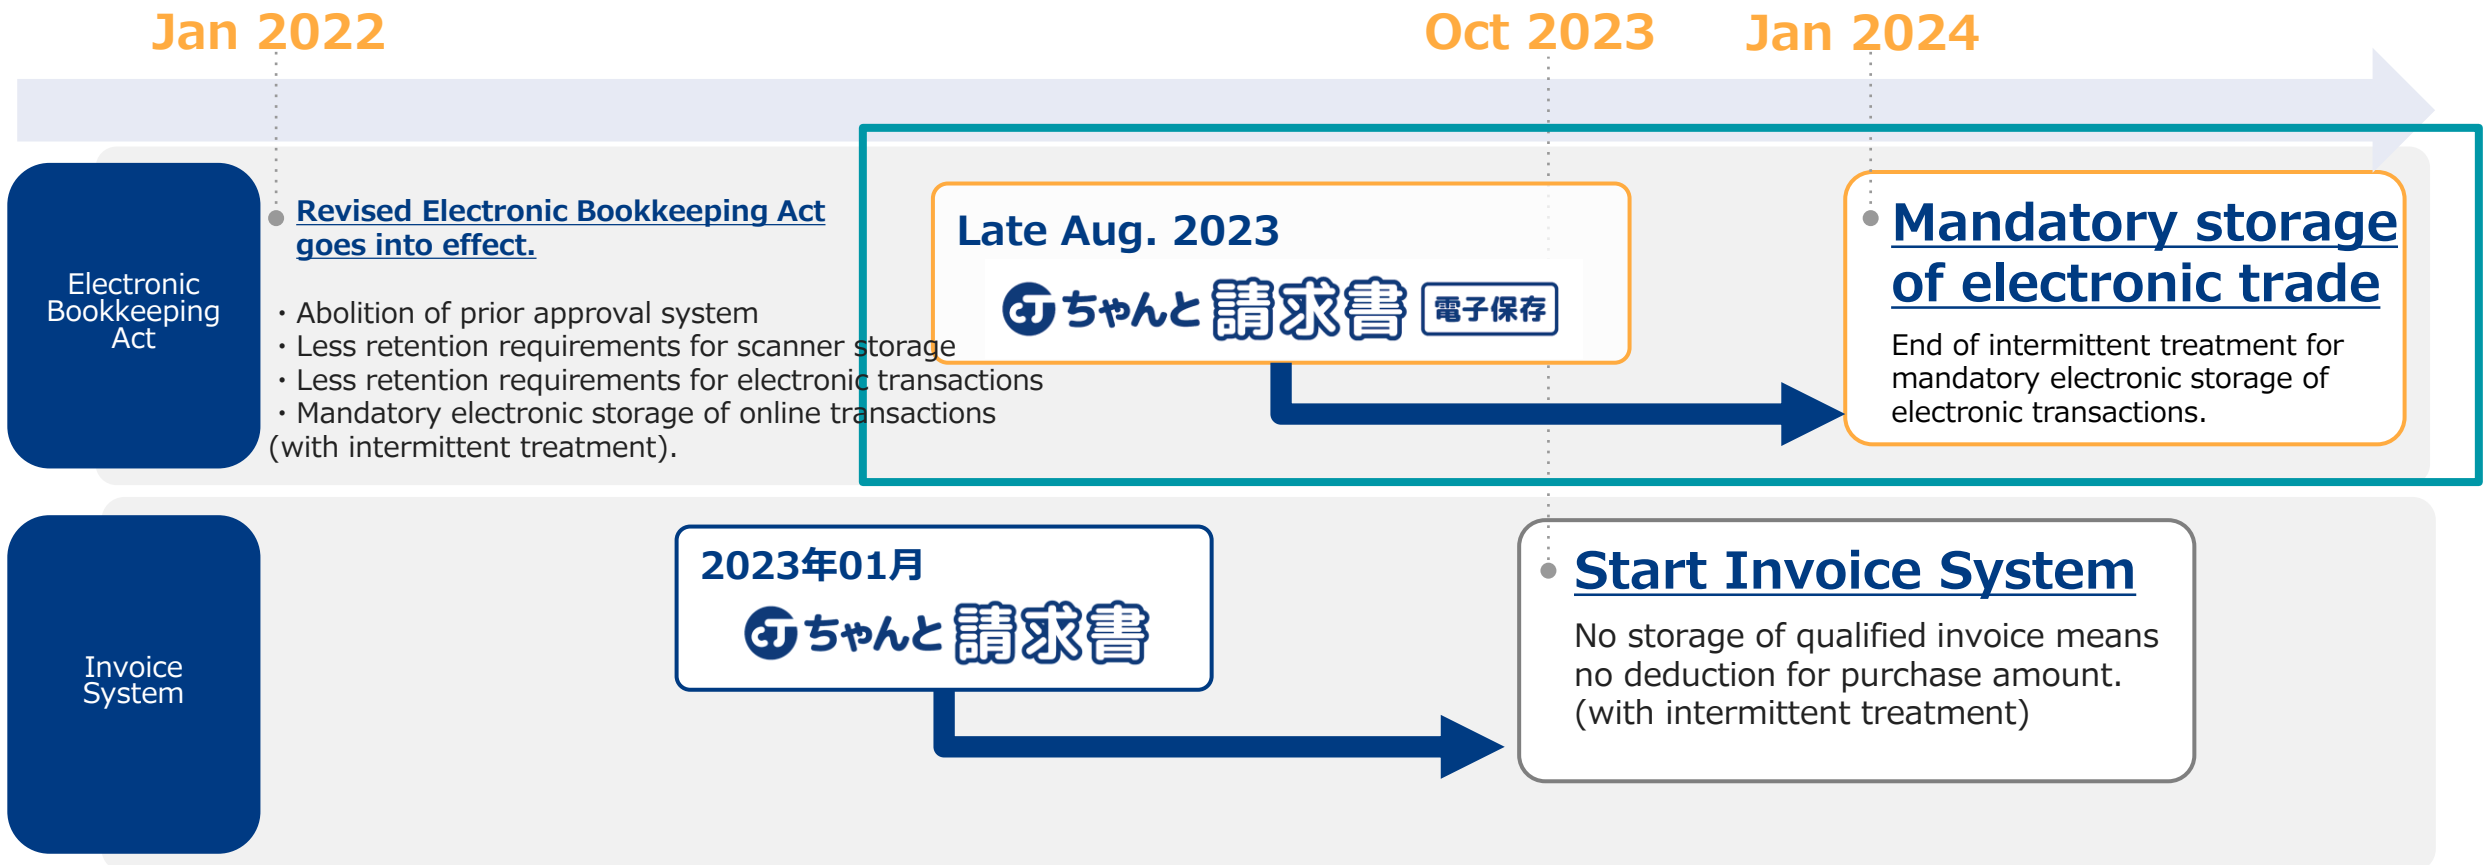 Jan 2022
Oct 2023
Jan 2024
Electronic
Bookkeeping
Act
Revised Electronic Bookkeeping Act
goes into effect.
・Abolition of prior approval system
・Less retention requirements for scanner storage
・Less retention requirements for electronic transactions
・Mandatory electronic storage of online transactions
(with intermittent treatment).
Late Aug. 2023
CJ ちゃんと 請求書 電子保存
Mandatory storage
of electronic trade
End of intermittent treatment for
mandatory electronic storage of
electronic transactions.
Invoice
System
2023年01月
CJ ちゃんと 請求書
Start Invoice System
No storage of qualified invoice means
no deduction for purchase amount.
(with intermittent treatment)